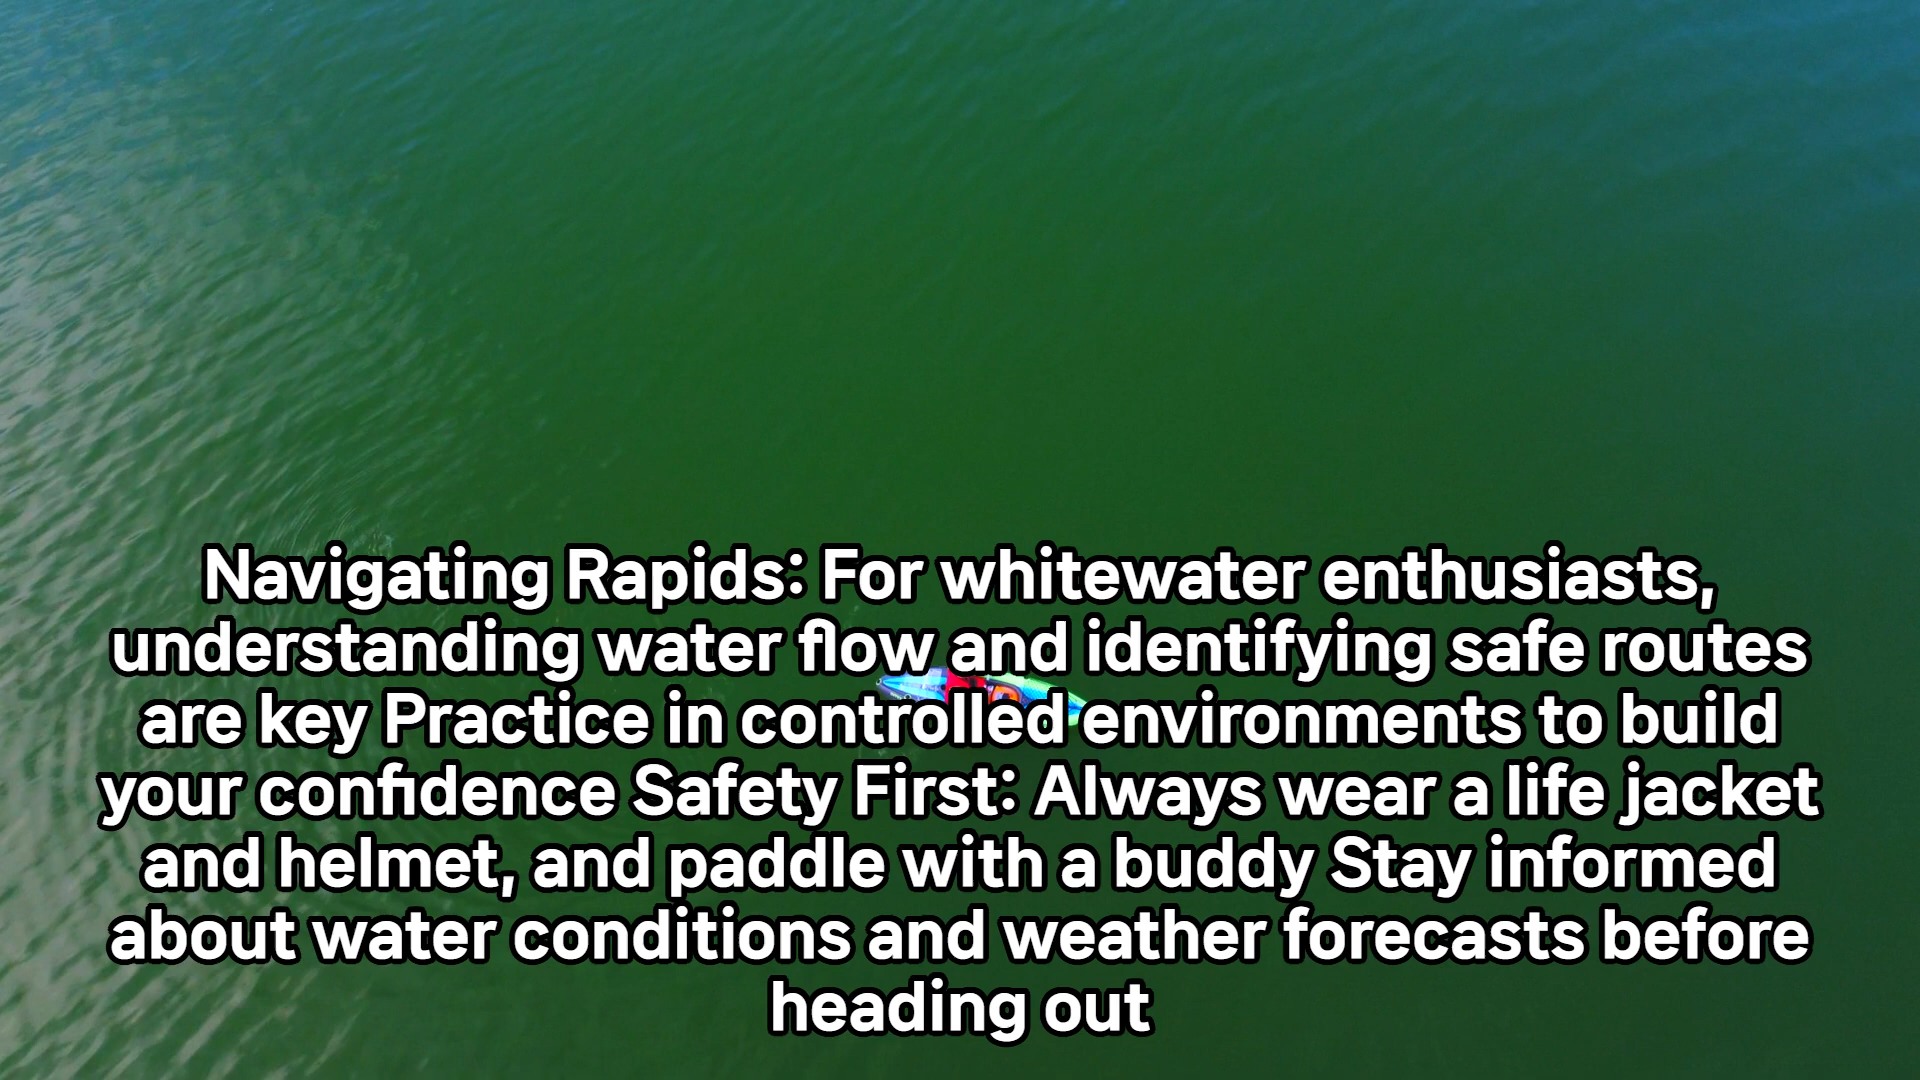 Navigating Rapids: For whitewater enthusiasts,
understanding water flow and identifying safe routes
are key Practice in controlled environments to build
your confidence Safety First: Always wear a life jacket
and helmet, and paddle with a buddy Stay informed
about water conditions and weather forecasts before
heading out